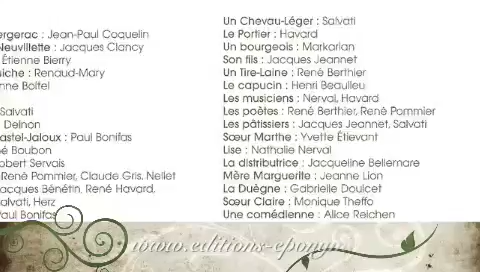 ergerac : Jean-Paul Coquelin
Neuvillette : Jacques Clancy
Étienne Bierry
uiche : Renaud-Mary
nne Boitel
Salvati
Delnon
astel-Jaloux : Paul Bonifas
né Boubon
obert Servais
René Pommier, Claude Gris, Nellet
Jacques Bénétin, René Havard,
alvati, Herz
Paul Bonifas
Un Chevau-Léger : Salvati
Le Portier : Havard
Un bourgeois : Markarian
Son fils : Jacques Jeannet
Un Tire-Laine : René Berthier
Le capucin : Henri Beaulieu
Les musiciens : Nerval, Havard
Les poètes : René Berthier, René Pommier
Les pâtissiers : Jacques Jeannet, Salvati
Sœur Marthe : Yvette Étievant
Lise : Nathalie Nerval
La distributrice : Jacqueline Bellemare
Mère Marguerite : Jeanne Lion
La Duègne : Gabrielle Doulcet
Sœur Claire : Monique Theffo
Une comédienne : Alice Reichen
www.editions-epony